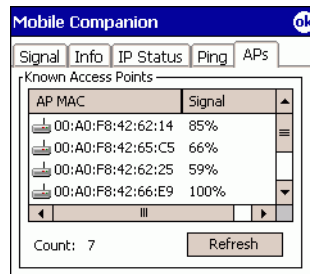 Mobile Companion ok
Signal Info IP Status Ping APs
Known Access Points
AP MAC Signal
00:A0:F8:42:62:14 85%
00:A0:F8:42:65:C5 66%
00:A0:F8:42:62:25 59%
00:A0:F8:42:66:E9 100%
Count: 7 Refresh